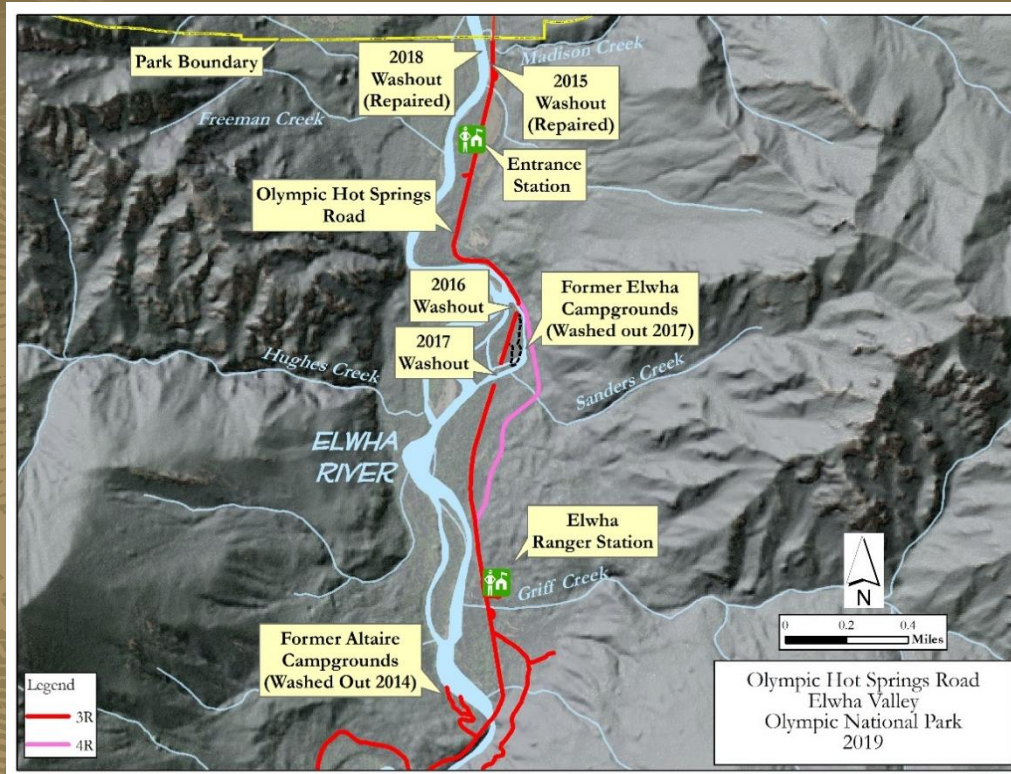 Park Boundary
2018
Washout
(Repaired)
Madison Creek
2015
Washout
(Repaired)
Freeman Creek
Entrance
Station
Olympic Hot Springs
Road
2016
Washout
Former Elwha
Campgrounds
(Washed out 2017)
2017
Washout
Hughes Creek
Sanders Creek
ELWHA
RIVER
Elwha
Ranger Station
Griff Creek
N
0 0.2 0.4
Miles
Former Altaire
Campgrounds
(Washed Out 2014)
Legend
3R
4R
Olympic Hot Springs Road
Elwha Valley
Olympic National Park
2019